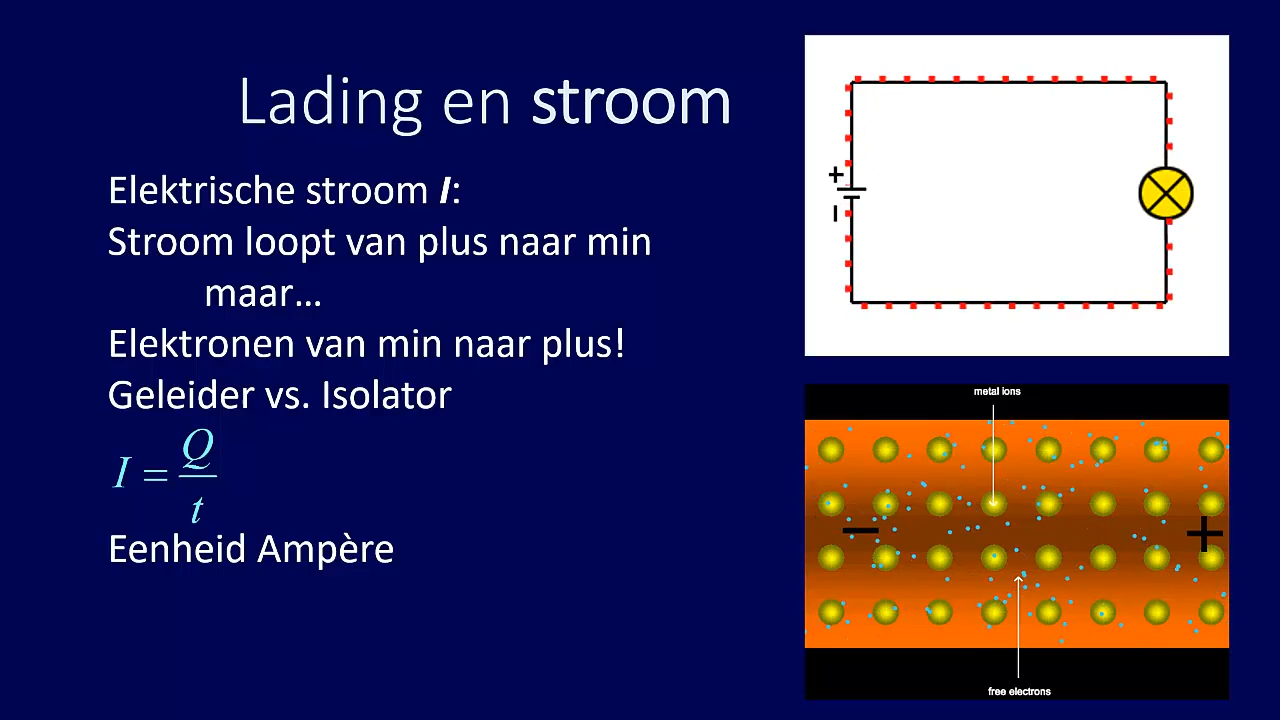 Lading en stroom
Elektrische stroom I:
Stroom loopt van plus naar min
maar...
Elektronen van min naar plus!
Geleider vs. Isolator
I = Q/t
Eenheid Ampère
+
−
metal ions
− +
free electrons